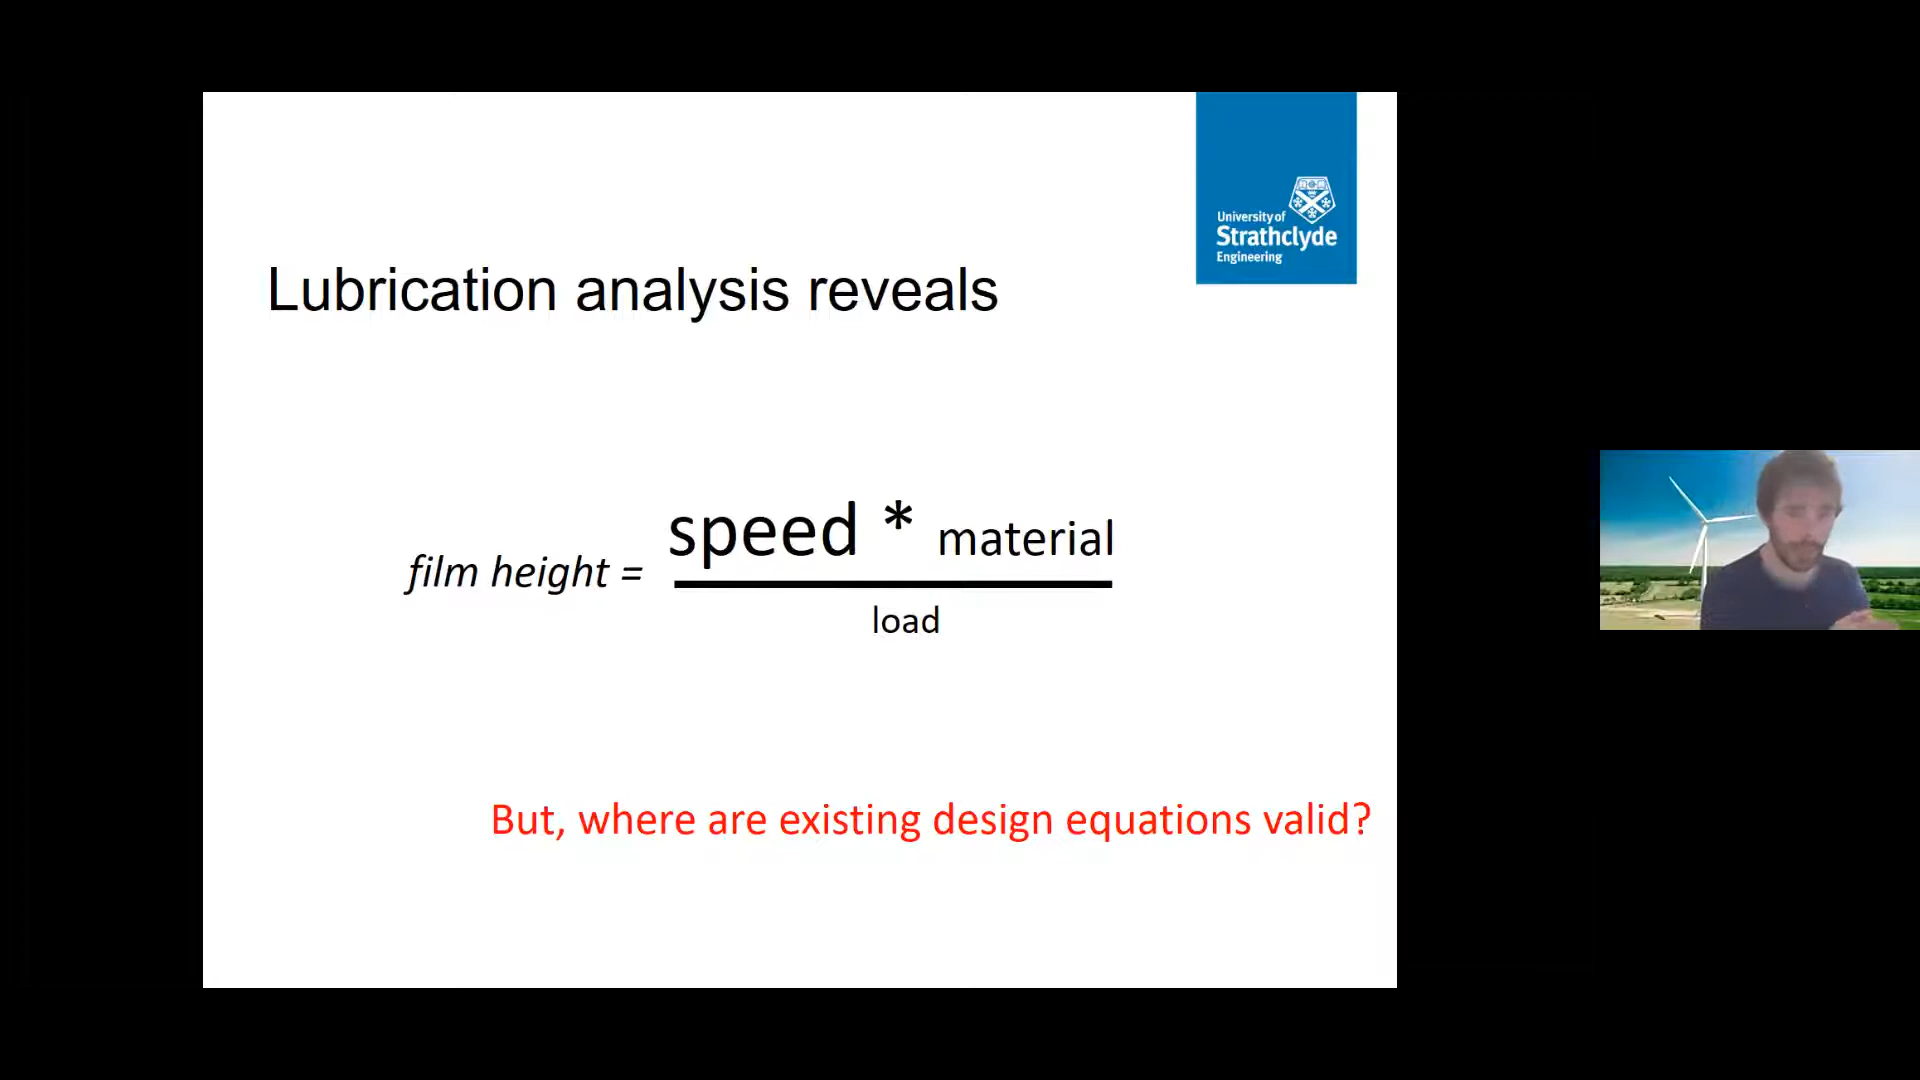 University of
Strathclyde
Engineering
Lubrication analysis reveals
film height = speed * material
load
But, where are existing design equations valid?